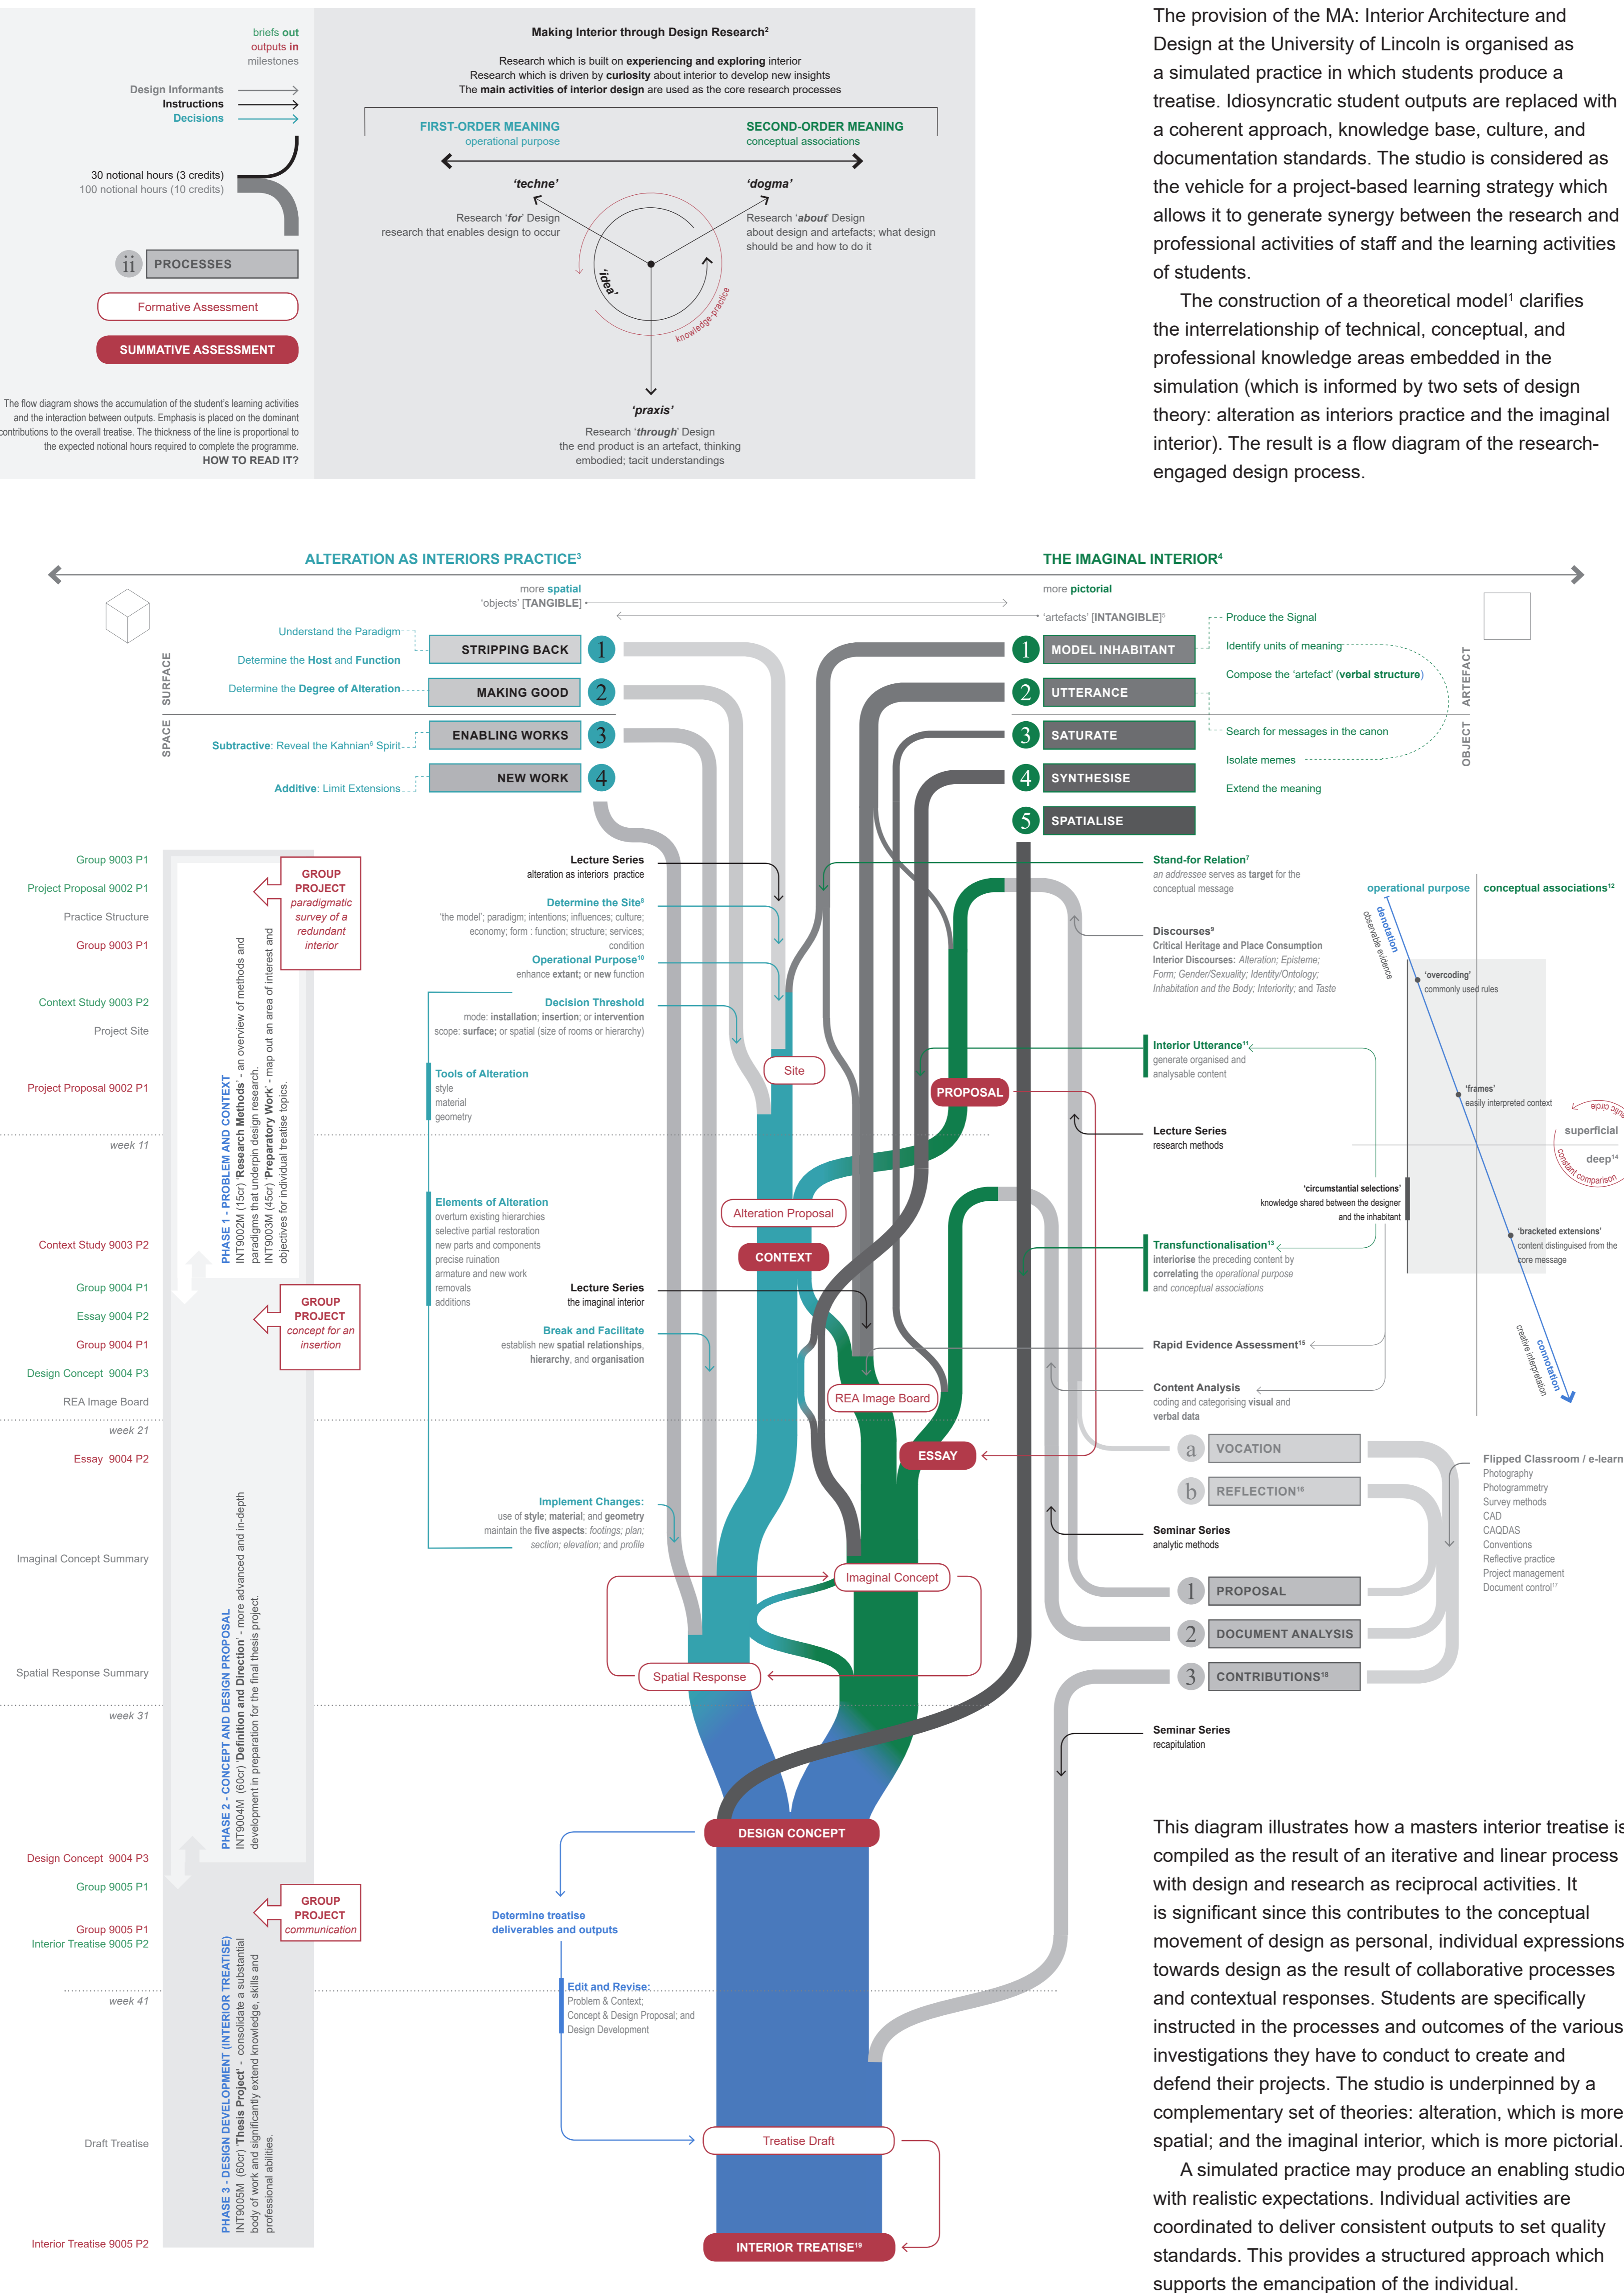 briefs out
outputs in
milestones
Design Informants
Instructions
Decisions
30 notional hours (3 credits)
100 notional hours (10 credits)
ii PROCESSES
Formative Assessment
SUMMATIVE ASSESSMENT
The flow diagram shows the accumulation of the student's learning activities
and the interaction between outputs. Emphasis is placed on the dominant
contributions to the overall treatise. The thickness of the line is proportional to
the expected notional hours required to complete the programme.
HOW TO READ IT?
Making Interior through Design Research²
Research which is built on experiencing and exploring interior
Research which is driven by curiosity about interior to develop new insights
The main activities of interior design are used as the core research processes
FIRST-ORDER MEANING
operational purpose
SECOND-ORDER MEANING
conceptual associations
'techne'
Research 'for' Design
research that enables design to occur
'dogma'
Research 'about' Design
about design and artefacts; what design
should be and how to do it
'idea'
knowledge-practice
'praxis'
Research 'through' Design
the end product is an artefact, thinking
embodied; tacit understandings
The provision of the MA: Interior Architecture and
Design at the University of Lincoln is organised as
a simulated practice in which students produce a
treatise. Idiosyncratic student outputs are replaced with
a coherent approach, knowledge base, culture, and
documentation standards. The studio is considered as
the vehicle for a project-based learning strategy which
allows it to generate synergy between the research and
professional activities of staff and the learning activities
of students.
The construction of a theoretical model¹ clarifies
the interrelationship of technical, conceptual, and
professional knowledge areas embedded in the
simulation (which is informed by two sets of design
theory: alteration as interiors practice and the imaginal
interior). The result is a flow diagram of the research-
engaged design process.
ALTERATION AS INTERIORS PRACTICE³
THE IMAGINAL INTERIOR⁴
more spatial
'objects' [TANGIBLE]
more pictorial
'artefacts' [INTANGIBLE]⁵
SURFACE
SPACE
Understand the Paradigm
Determine the Host and Function
Determine the Degree of Alteration
Subtractive: Reveal the Kahnian⁶ Spirit
Additive: Limit Extensions
STRIPPING BACK 1
MAKING GOOD 2
ENABLING WORKS 3
NEW WORK 4
1 MODEL INHABITANT
2 UTTERANCE
3 SATURATE
4 SYNTHESISE
5 SPATIALISE
Produce the Signal
Identify units of meaning
Compose the 'artefact' (verbal structure)
Search for messages in the canon
Isolate memes
Extend the meaning
ARTEFACT
OBJECT
Group 9003 P1
Project Proposal 9002 P1
Practice Structure
Group 9003 P1
Context Study 9003 P2
Project Site
Project Proposal 9002 P1
week 11
Context Study 9003 P2
Group 9004 P1
Essay 9004 P2
Group 9004 P1
Design Concept 9004 P3
REA Image Board
week 21
Essay 9004 P2
Imaginal Concept Summary
Spatial Response Summary
week 31
Design Concept 9004 P3
Group 9005 P1
Group 9005 P1
Interior Treatise 9005 P2
week 41
Draft Treatise
Interior Treatise 9005 P2
PHASE 1 - PROBLEM AND CONTEXT
INT9002M (15cr) 'Research Methods' - an overview of methods and
paradigms that underpin design research.
INT9003M (45cr) 'Preparatory Work' - map out an area of interest and
objectives for individual treatise topics.
PHASE 2 - CONCEPT AND DESIGN PROPOSAL
INT9004M (60cr) 'Definition and Direction' - more advanced and in-depth
development in preparation for the final thesis project.
PHASE 3 - DESIGN DEVELOPMENT (INTERIOR TREATISE)
INT9005M (60cr) 'Thesis Project' - consolidate a substantial
body of work and significantly extend knowledge, skills and
professional abilities.
GROUP
PROJECT
paradigmatic
survey of a
redundant
interior
GROUP
PROJECT
concept for an
insertion
GROUP
PROJECT
communication
Lecture Series
alteration as interiors practice
Determine the Site⁸
'the model'; paradigm; intentions; influences; culture;
economy; form : function; structure; services;
condition
Operational Purpose¹⁰
enhance extant; or new function
Decision Threshold
mode: installation; insertion; or intervention
scope: surface; or spatial (size of rooms or hierarchy)
Tools of Alteration
style
material
geometry
Elements of Alteration
overturn existing hierarchies
selective partial restoration
new parts and components
precise ruination
armature and new work
removals
additions
Lecture Series
the imaginal interior
Break and Facilitate
establish new spatial relationships,
hierarchy, and organisation
Implement Changes:
use of style; material; and geometry
maintain the five aspects: footings; plan;
section; elevation; and profile
Site
PROPOSAL
Alteration Proposal
CONTEXT
REA Image Board
ESSAY
Imaginal Concept
Spatial Response
DESIGN CONCEPT
Determine treatise
deliverables and outputs
Edit and Revise:
Problem & Context;
Concept & Design Proposal; and
Design Development
Treatise Draft
INTERIOR TREATISE¹⁹
Stand-for Relation⁷
an addressee serves as target for the
conceptual message
Discourses⁹
Critical Heritage and Place Consumption
Interior Discourses: Alteration; Episteme;
Form; Gender/Sexuality; Identity/Ontology;
Inhabitation and the Body; Interiority; and Taste
Interior Utterance¹¹
generate organised and
analysable content
Lecture Series
research methods
Transfunctionalisation¹³
interiorise the preceding content by
correlating the operational purpose
and conceptual associations
Rapid Evidence Assessment¹⁵
Content Analysis
coding and categorising visual and
verbal data
a VOCATION
b REFLECTION¹⁶
Seminar Series
analytic methods
1 PROPOSAL
2 DOCUMENT ANALYSIS
3 CONTRIBUTIONS¹⁸
Seminar Series
recapitulation
operational purpose
conceptual associations¹²
denotation
observable evidence
'overcoding'
commonly used rules
'frames'
easily interpreted context
superficial
deep¹⁴
constant comparison
'circumstantial selections'
knowledge shared between the designer
and the inhabitant
'bracketed extensions'
content distinguised from the
core message
connotation
creative interpretation
Flipped Classroom / e-learn
Photography
Photogrammetry
Survey methods
CAD
CAQDAS
Conventions
Reflective practice
Project management
Document control¹⁷
This diagram illustrates how a masters interior treatise is
compiled as the result of an iterative and linear process
with design and research as reciprocal activities. It
is significant since this contributes to the conceptual
movement of design as personal, individual expressions
towards design as the result of collaborative processes
and contextual responses. Students are specifically
instructed in the processes and outcomes of the various
investigations they have to conduct to create and
defend their projects. The studio is underpinned by a
complementary set of theories: alteration, which is more
spatial; and the imaginal interior, which is more pictorial.
A simulated practice may produce an enabling studio
with realistic expectations. Individual activities are
coordinated to deliver consistent outputs to set quality
standards. This provides a structured approach which
supports the emancipation of the individual.